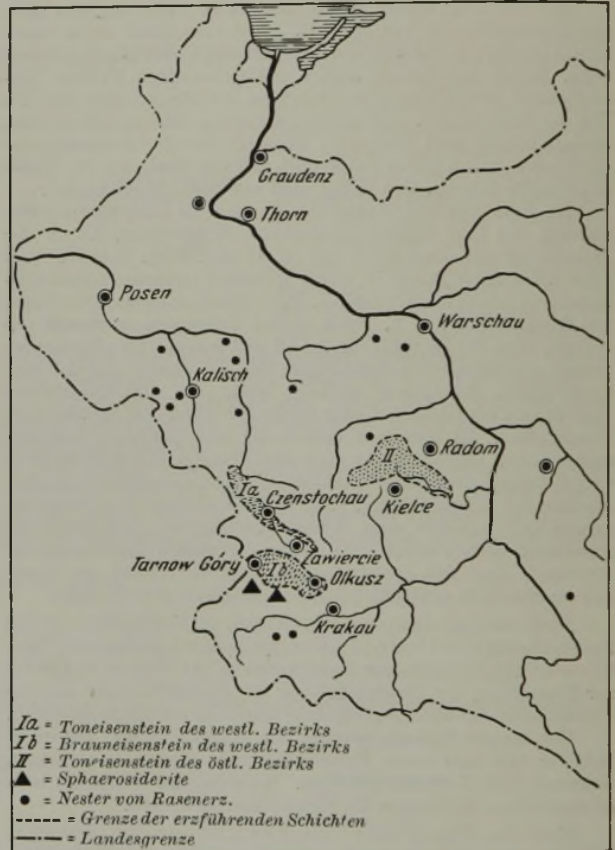 Graudenz
Thorn
Posen
Warschau
Kalisch
Radom
II
Ia
Czenstochau
Kielce
Zawiercie
Tarnow Góry
Ib
Olkusz
Krakau
Ia = Toneisenstein des westl. Bezirks
Ib = Brauneisenstein des westl. Bezirks
II = Toneisenstein des östl. Bezirks
▲ = Sphaerosiderite
● = Nester von Rasenerz.
------ = Grenze der erzführenden Schichten
—·—·— = Landesgrenze